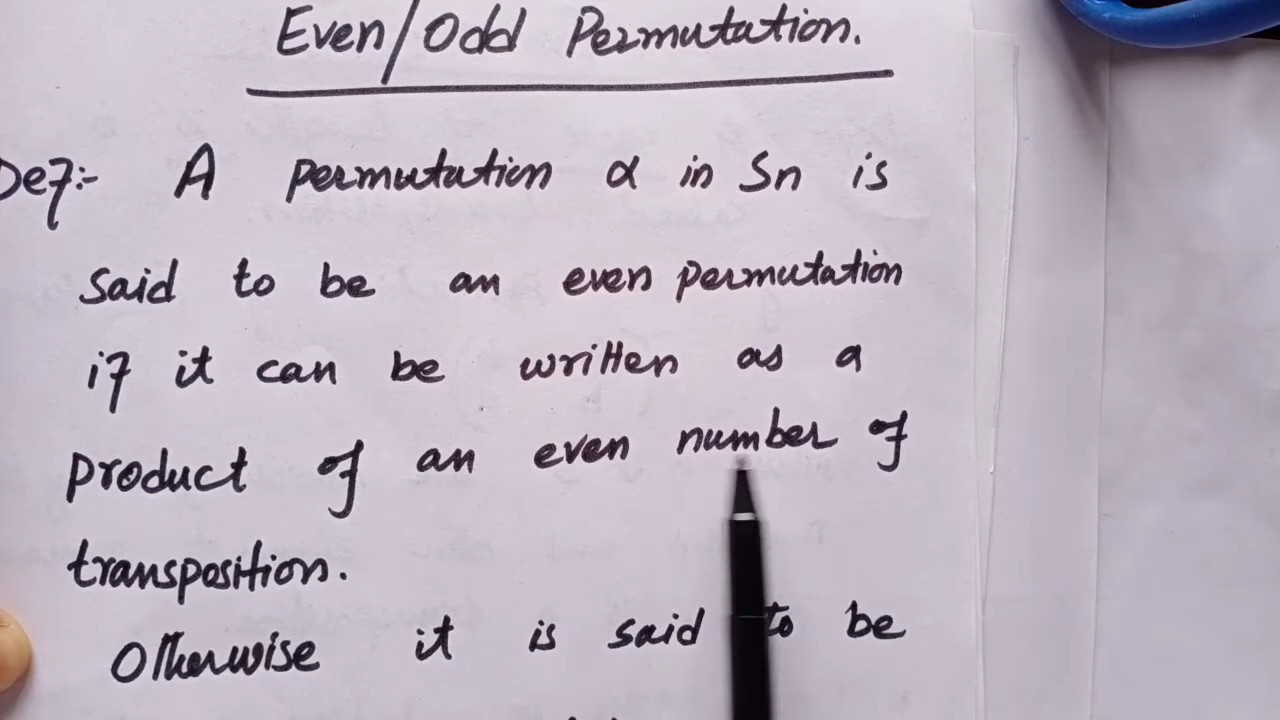 Even/Odd Permutation.
Def:- A permutation α in Sn is
said to be an even permutation
if it can be written as a
product of an even number of
transposition.
Otherwise it is said to be